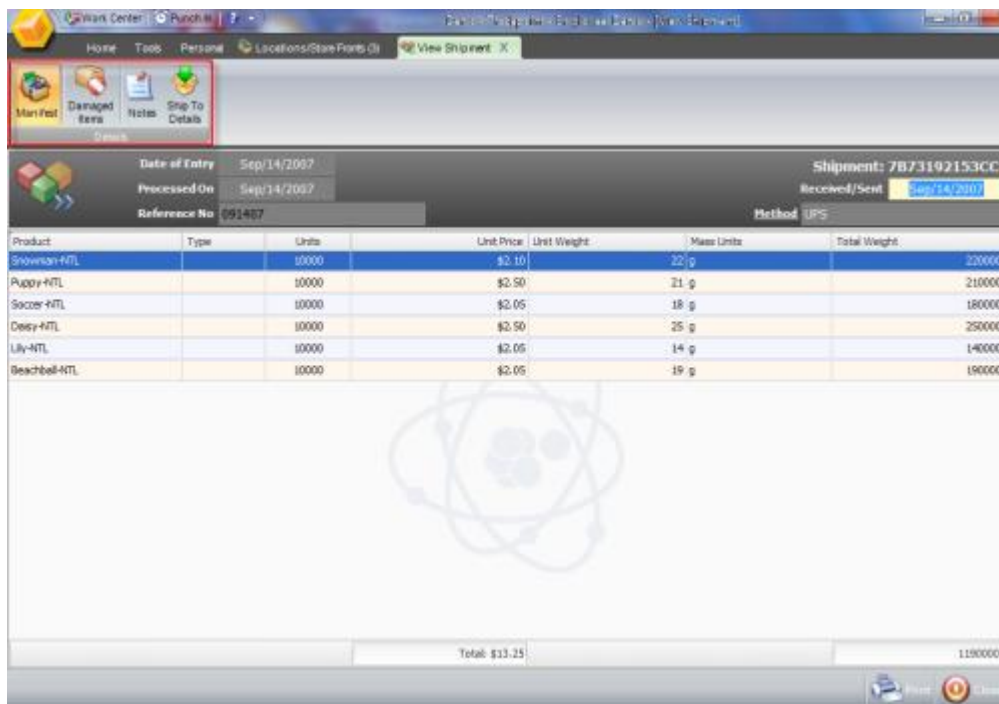 Work Center Punch In ?
Home Tools Personal Locations/Store Fronts (3) View Shipment X
Manifest Damaged Items Notes Ship To Details
Details
Date of Entry Sep/14/2007 Shipment: 7B73192153CC
Processed On Sep/14/2007 Received/Sent Sep/14/2007
Reference No 091407 Method UPS
Product Type Units Unit Price Unit Weight Mass Units Total Weight
Snowman-NTL 10000 $2.10 22 g 220000
Puppy-NTL 10000 $2.50 21 g 210000
Soccer-NTL 10000 $2.05 18 g 180000
Daisy-NTL 10000 $2.50 25 g 250000
Lily-NTL 10000 $2.05 14 g 140000
Beachball-NTL 10000 $2.05 19 g 190000
Total: $13.25 1190000
Print Close